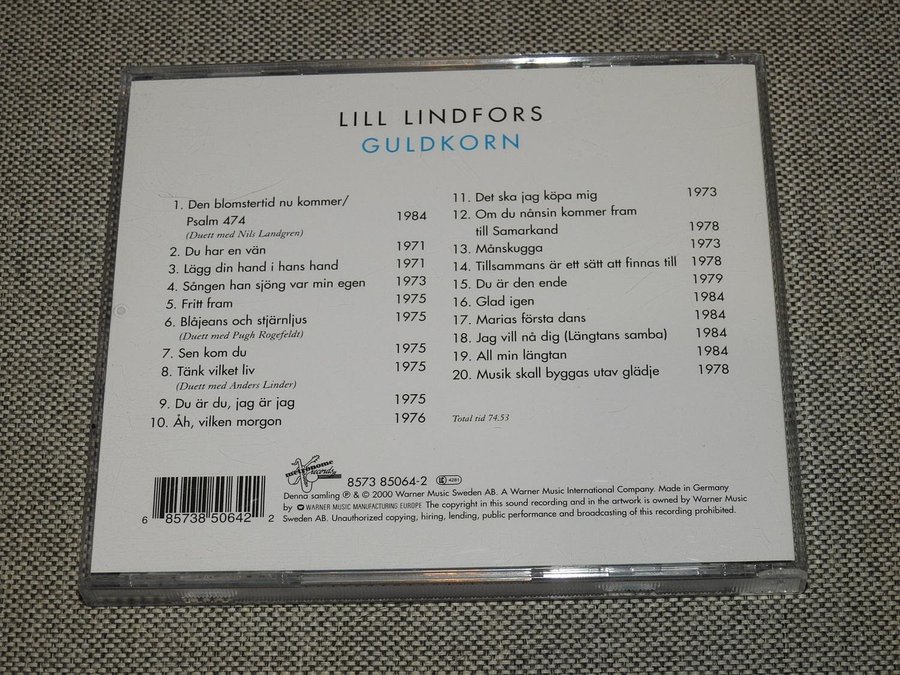 LILL LINDFORS
GULDKORN
1. Den blomstertid nu kommer/
Psalm 474 1984
(Duett med Nils Landgren)
2. Du har en vän 1971
3. Lägg din hand i hans hand 1971
4. Sången han sjöng var min egen 1973
5. Fritt fram 1975
6. Blåjeans och stjärnljus 1975
(Duett med Pugh Rogefeldt)
7. Sen kom du 1975
8. Tänk vilket liv 1975
(Duett med Anders Linder)
9. Du är du, jag är jag 1975
10. Åh, vilken morgon 1976
11. Det ska jag köpa mig 1973
12. Om du nånsin kommer fram
till Samarkand 1978
13. Månskugga 1973
14. Tillsammans är ett sätt att finnas till 1978
15. Du är den ende 1979
16. Glad igen 1984
17. Marias första dans 1984
18. Jag vill nå dig (Längtans samba) 1984
19. All min längtan 1984
20. Musik skall byggas utav glädje 1978
Total tid 74.53
metronome
records
8573 85064-2 LC 4281
Denna samling ℗ & © 2000 Warner Music Sweden AB. A Warner Music International Company. Made in Germany
by WARNER MUSIC MANUFACTURING EUROPE The copyright in this sound recording and in the artwork is owned by Warner Music
Sweden AB. Unauthorized copying, hiring, lending, public performance and broadcasting of this recording prohibited.
6 85738 50642 2